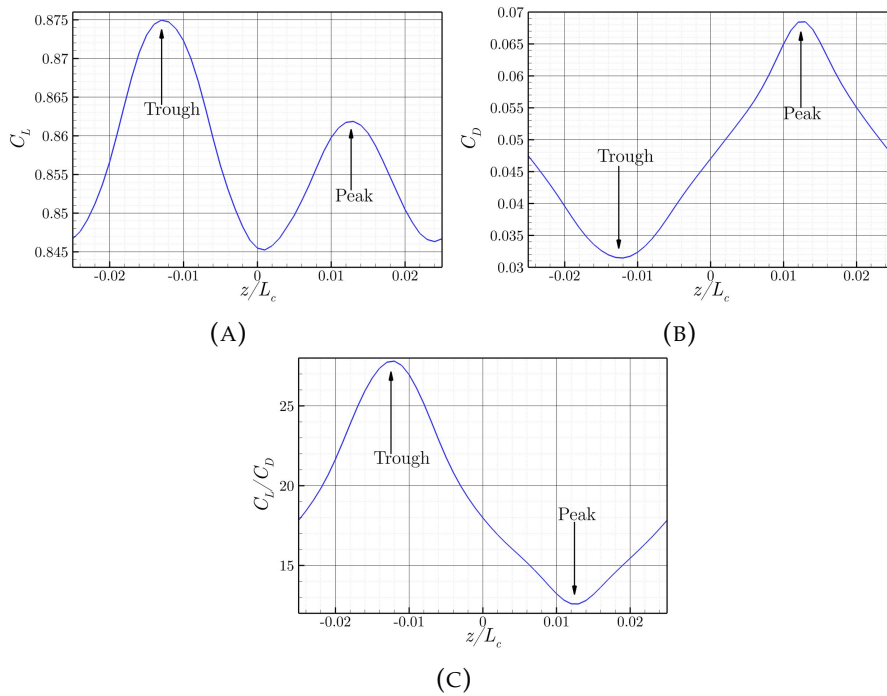 0.875
0.87
0.865
0.86
0.855
0.85
0.845
C_L
Trough
Peak
-0.02 -0.01 0 0.01 0.02
z/L_c
(A)
0.07
0.065
0.06
0.055
0.05
0.045
0.04
0.035
0.03
C_D
Trough
Peak
-0.02 -0.01 0 0.01 0.02
z/L_c
(B)
25
20
15
C_L/C_D
Trough
Peak
-0.02 -0.01 0 0.01 0.02
z/L_c
(C)